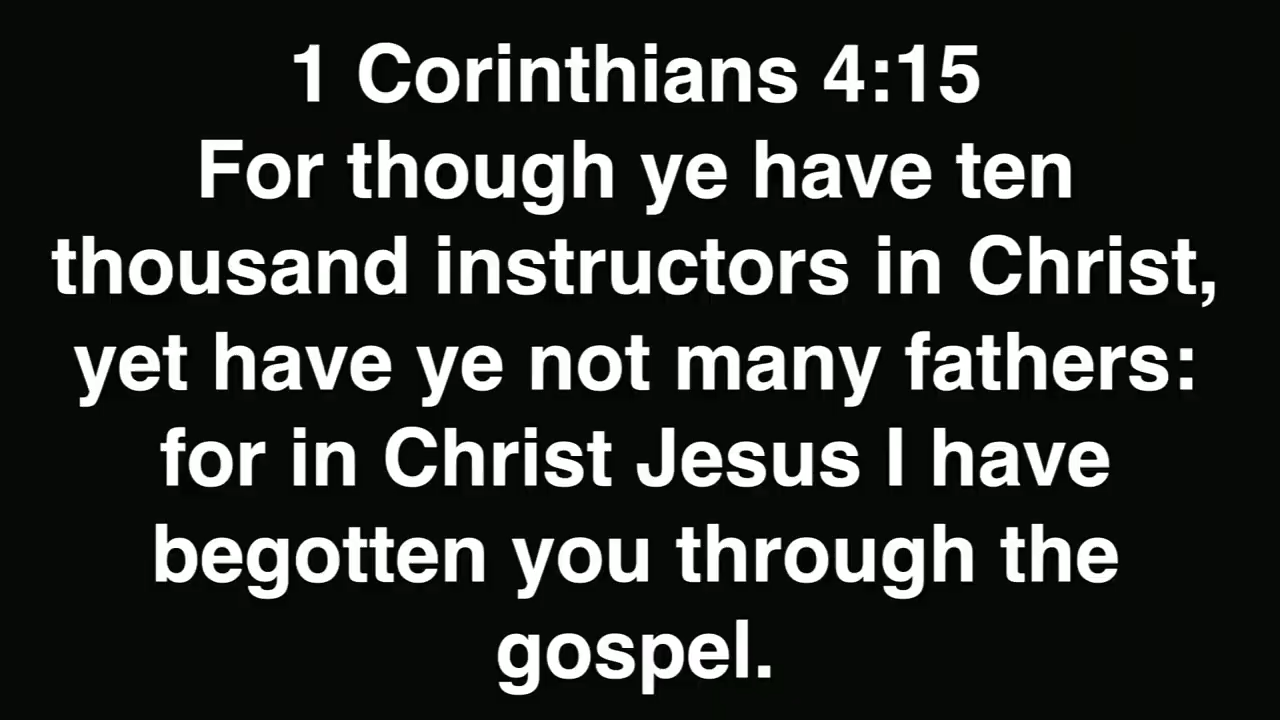 1 Corinthians 4:15
For though ye have ten
thousand instructors in Christ,
yet have ye not many fathers:
for in Christ Jesus I have
begotten you through the
gospel.